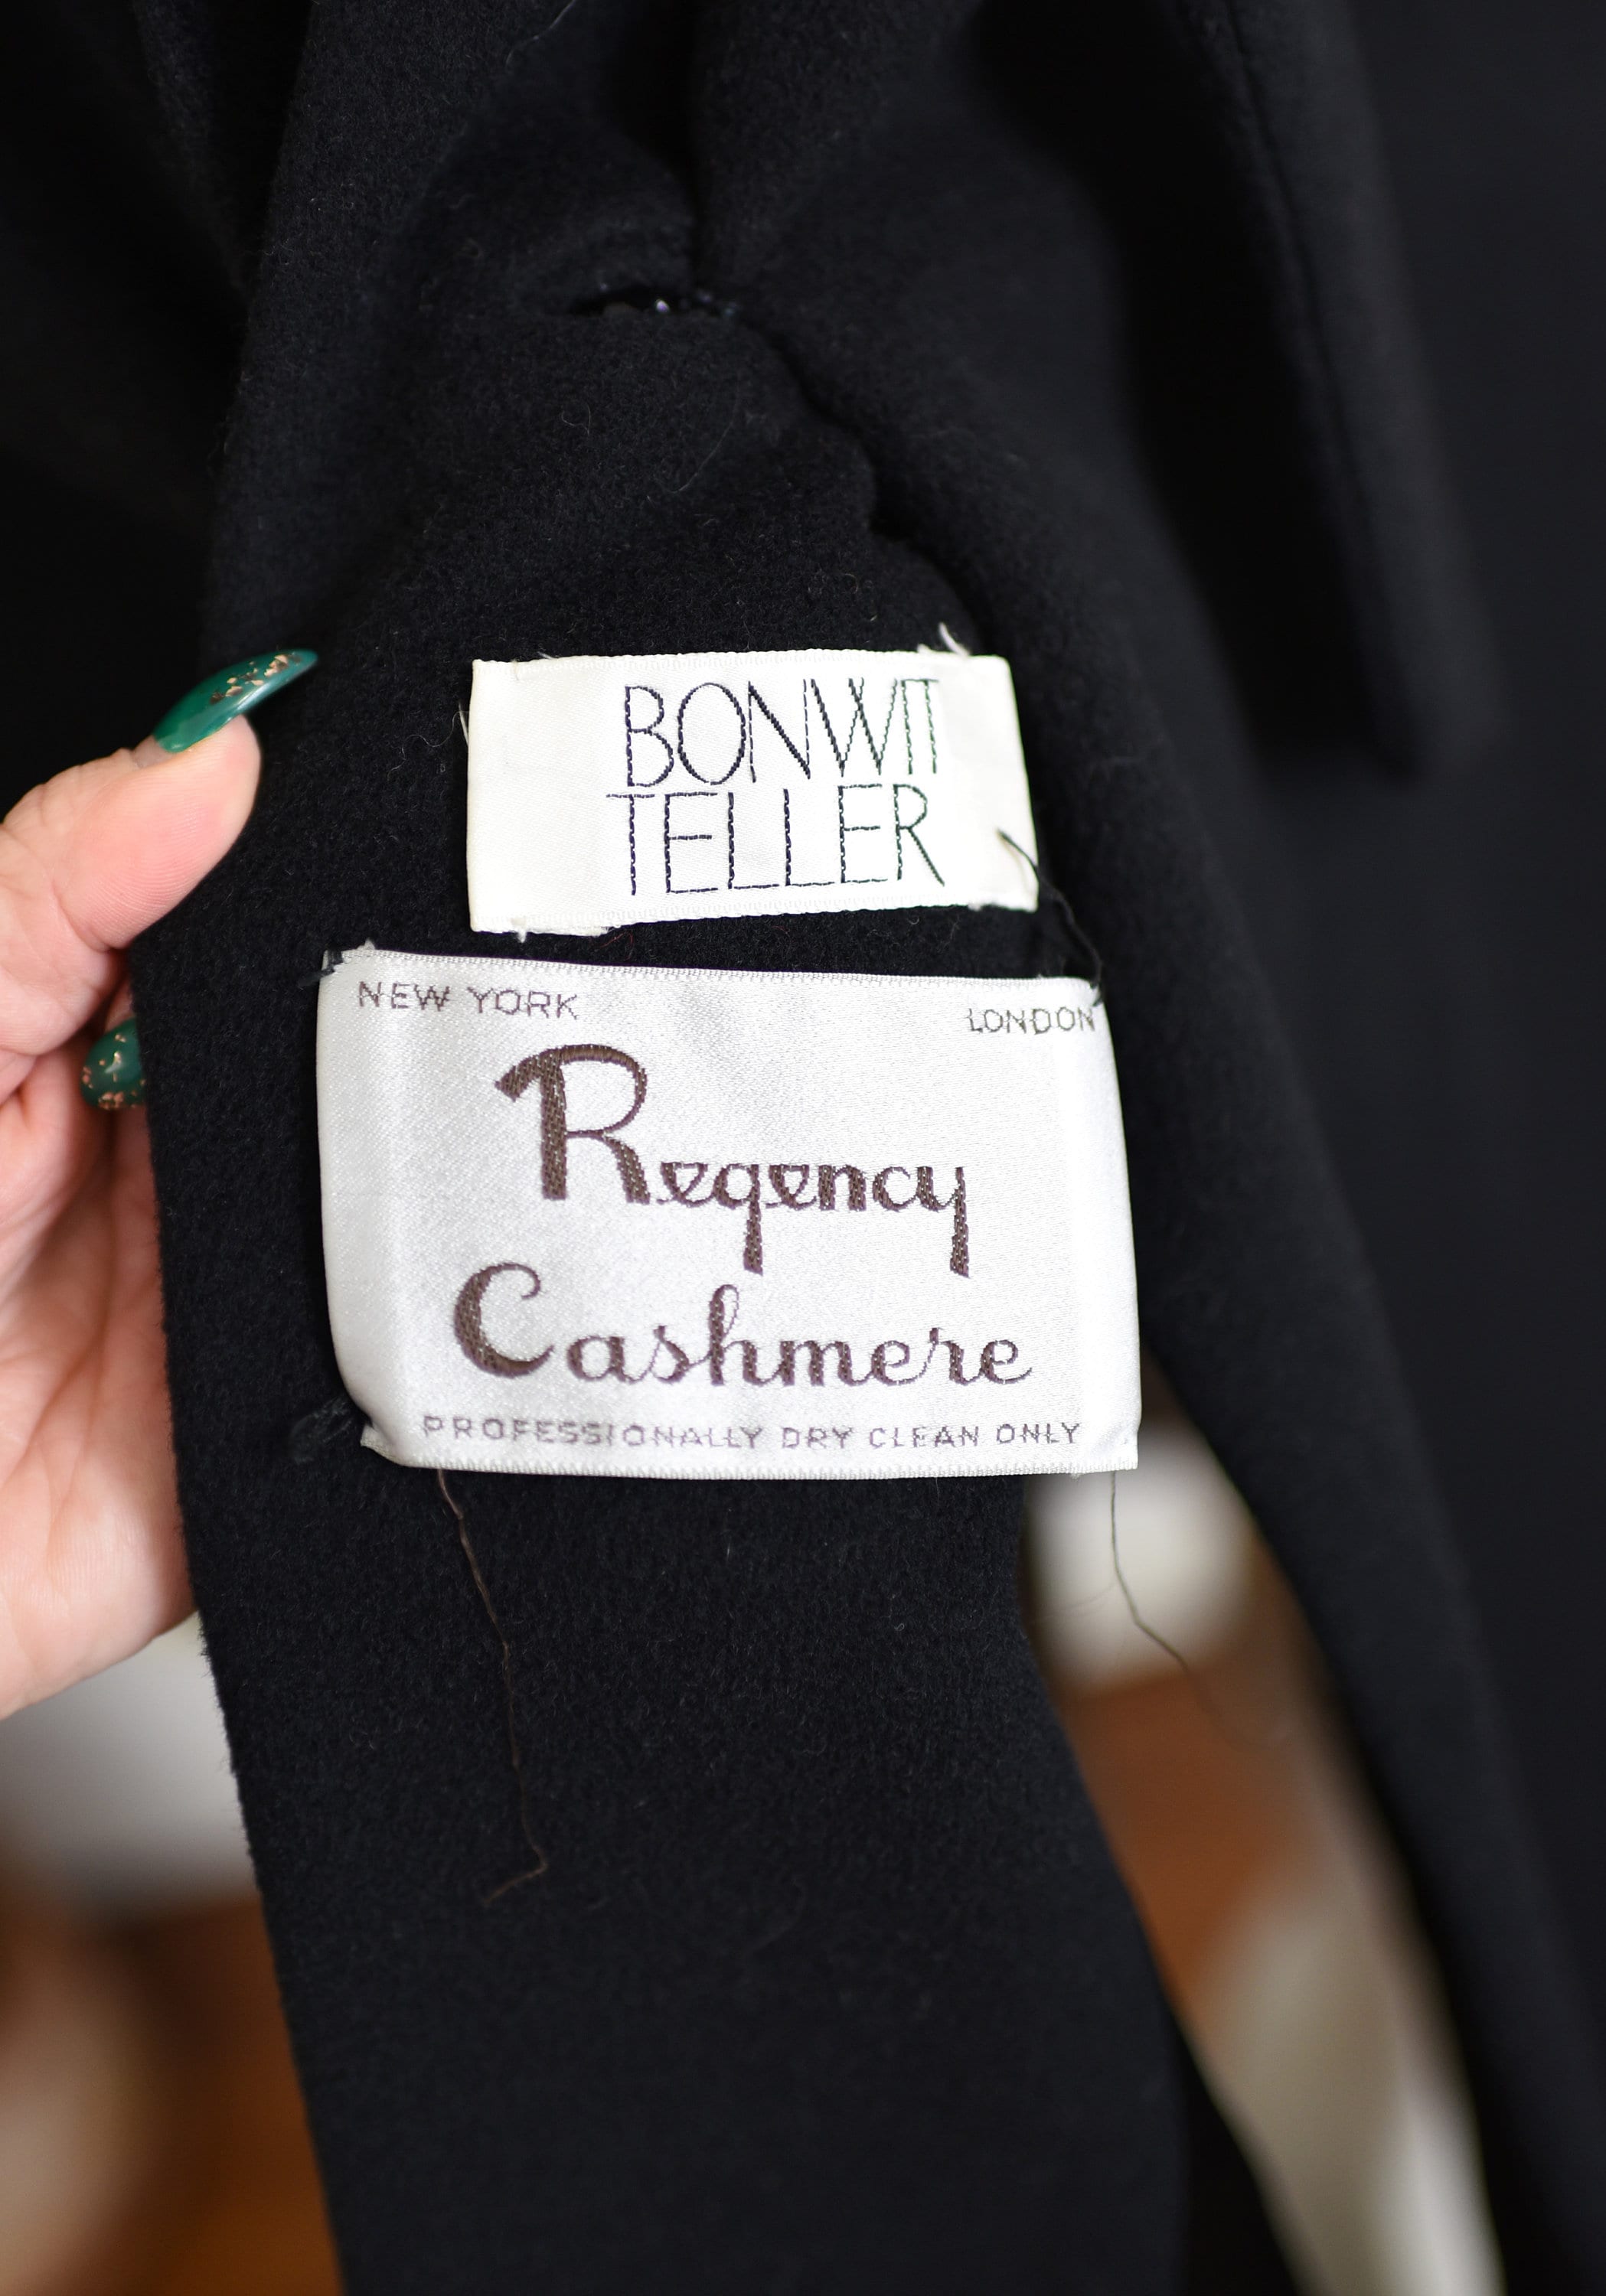 BONWIT
TELLER
NEW YORK LONDON
Regency
Cashmere
PROFESSIONALLY DRY CLEAN ONLY